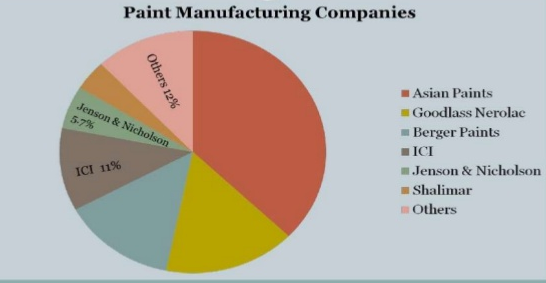 Paint Manufacturing Companies
Others 12%
Jenson & Nicholson
5.7%
ICI 11%
Asian Paints
Goodlass Nerolac
Berger Paints
ICI
Jenson & Nicholson
Shalimar
Others